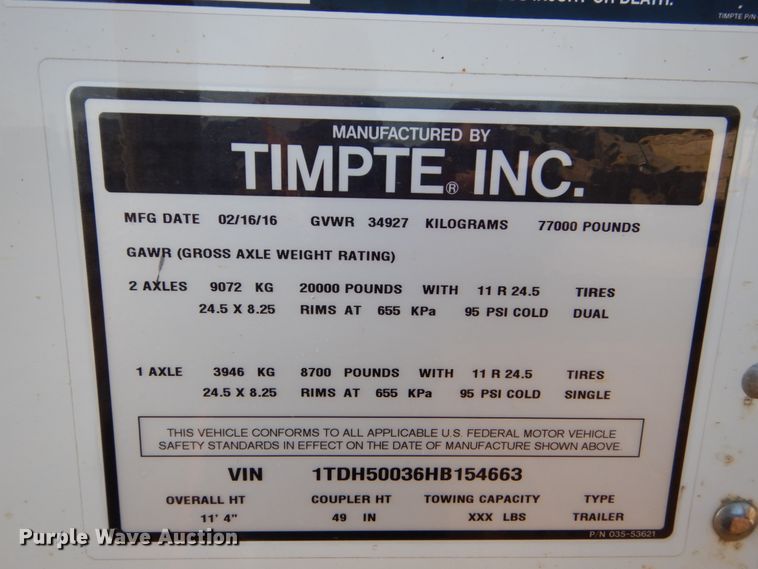 INJURY OR DEATH.
TIMPTE P/N
MANUFACTURED BY
TIMPTE® INC.
MFG DATE 02/16/16 GVWR 34927 KILOGRAMS 77000 POUNDS
GAWR (GROSS AXLE WEIGHT RATING)
2 AXLES 9072 KG 20000 POUNDS WITH 11 R 24.5 TIRES
24.5 X 8.25 RIMS AT 655 KPa 95 PSI COLD DUAL
1 AXLE 3946 KG 8700 POUNDS WITH 11 R 24.5 TIRES
24.5 X 8.25 RIMS AT 655 KPa 95 PSI COLD SINGLE
THIS VEHICLE CONFORMS TO ALL APPLICABLE U.S. FEDERAL MOTOR VEHICLE
SAFETY STANDARDS IN EFFECT ON THE DATE OF MANUFACTURE SHOWN ABOVE.
VIN 1TDH50036HB154663
OVERALL HT COUPLER HT TOWING CAPACITY TYPE
11' 4" 49 IN XXX LBS TRAILER
P/N 035-53621
Purple Wave Auction